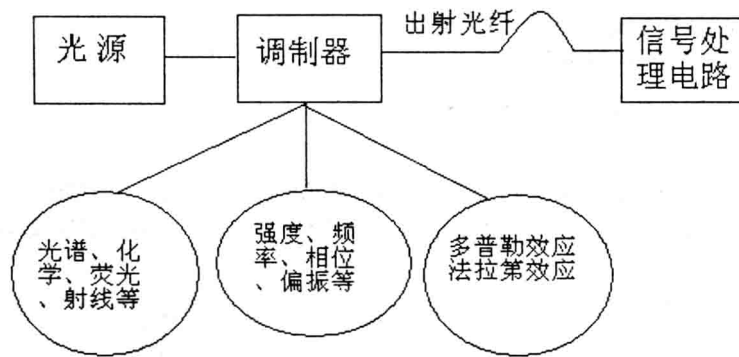 光源
调制器
出射光纤
信号处
理电路
光谱、化
学、荧光
、射线等
强度、频
率、相位
、偏振等
多普勒效应
法拉第效应